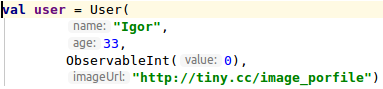 val user = User(
name: "Igor",
age: 33,
ObservableInt( value: 0),
imageUrl: "http://tiny.cc/image_porfile")